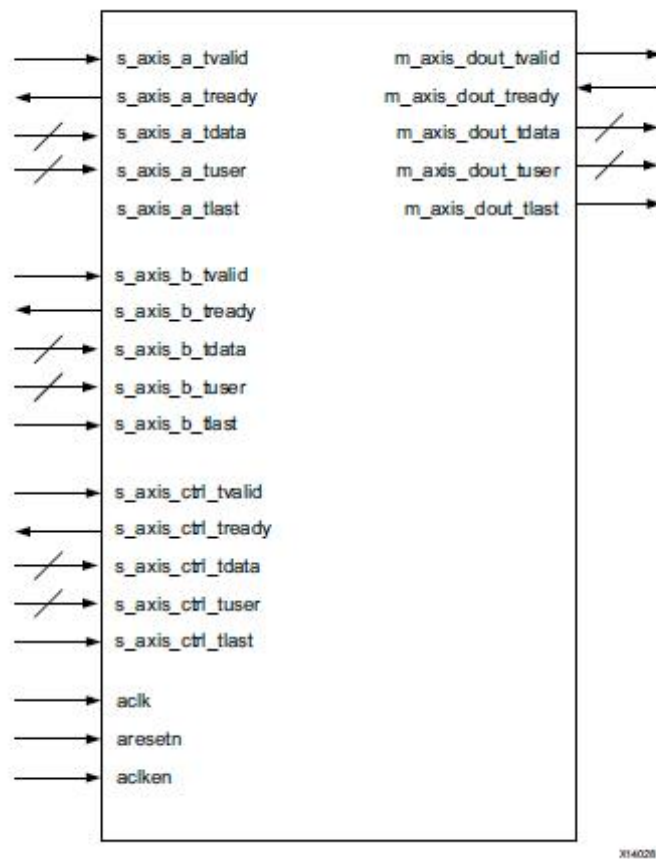 s_axis_a_tvalid
s_axis_a_tready
s_axis_a_tdata
s_axis_a_tuser
s_axis_a_tlast
m_axis_dout_tvalid
m_axis_dout_tready
m_axis_dout_tdata
m_axis_dout_tuser
m_axis_dout_tlast
s_axis_b_tvalid
s_axis_b_tready
s_axis_b_tdata
s_axis_b_tuser
s_axis_b_tlast
s_axis_ctrl_tvalid
s_axis_ctrl_tready
s_axis_ctrl_tdata
s_axis_ctrl_tuser
s_axis_ctrl_tlast
aclk
aresetn
aclken
X14028